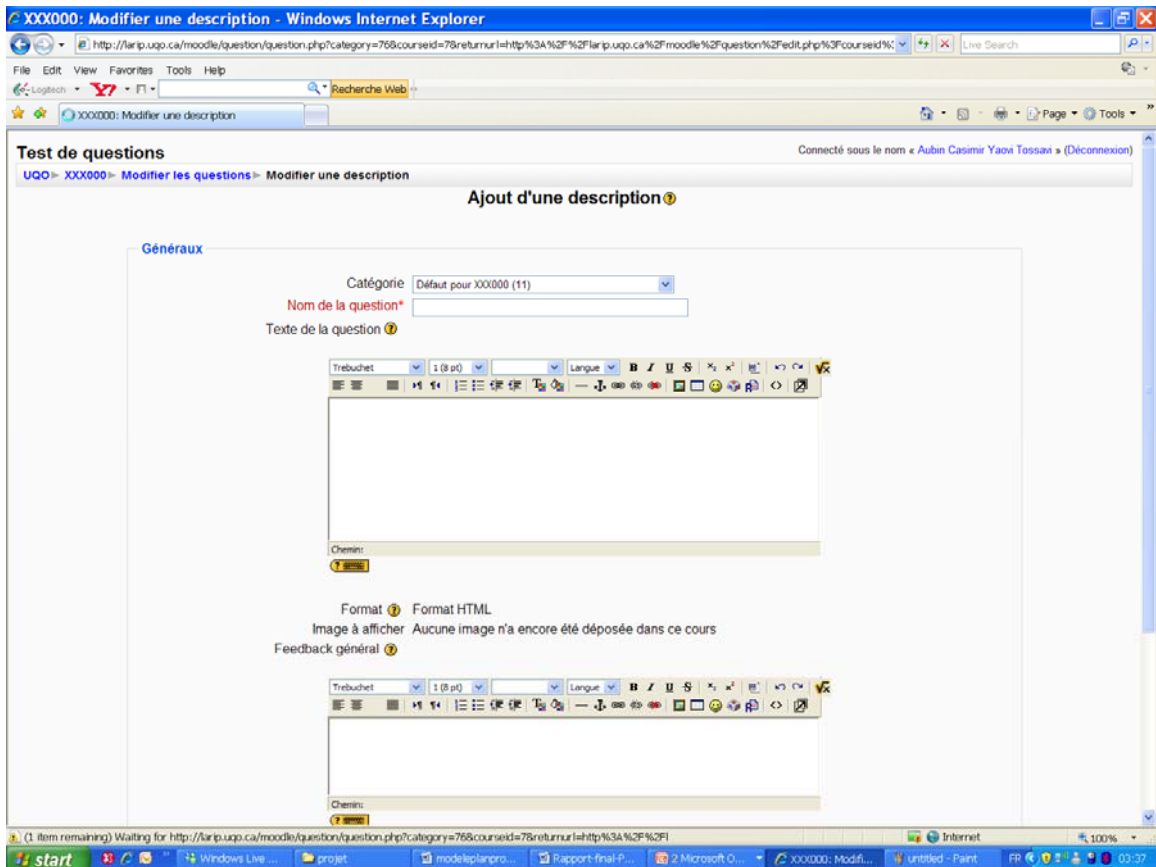 XXX000: Modifier une description - Windows Internet Explorer
http://larip.uqo.ca/moodle/question/question.php?category=76&courseid=7&returnurl=http%3A%2F%2Flarip.uqo.ca%2Fmoodle%2Fquestion%2Fedit.php%3Fcourseid%
Live Search
File Edit View Favorites Tools Help
Logitech Recherche Web
XXX000: Modifier une description Page Tools
Test de questions
Connecté sous le nom « Aubin Casimir Yaovi Tossavi » (Déconnexion)
UQO XXX000 Modifier les questions Modifier une description
Ajout d'une description
Généraux
Catégorie Défaut pour XXX000 (11)
Nom de la question*
Texte de la question
Trebuchet 1 (8 pt) Langue B I U S
Chemin:
Format Format HTML
Image à afficher Aucune image n'a encore été déposée dans ce cours
Feedback général
Trebuchet 1 (8 pt) Langue B I U S
Chemin:
(1 item remaining) Waiting for http://larip.uqo.ca/moodle/question/question.php?category=76&courseid=7&returnurl=http%3A%2F%2Fl
Internet 100%
start Windows Live ... projet modeleplanpro... Rapport-final-P... 2 Microsoft O... XXX000: Modifi... untitled - Paint FR 03:37